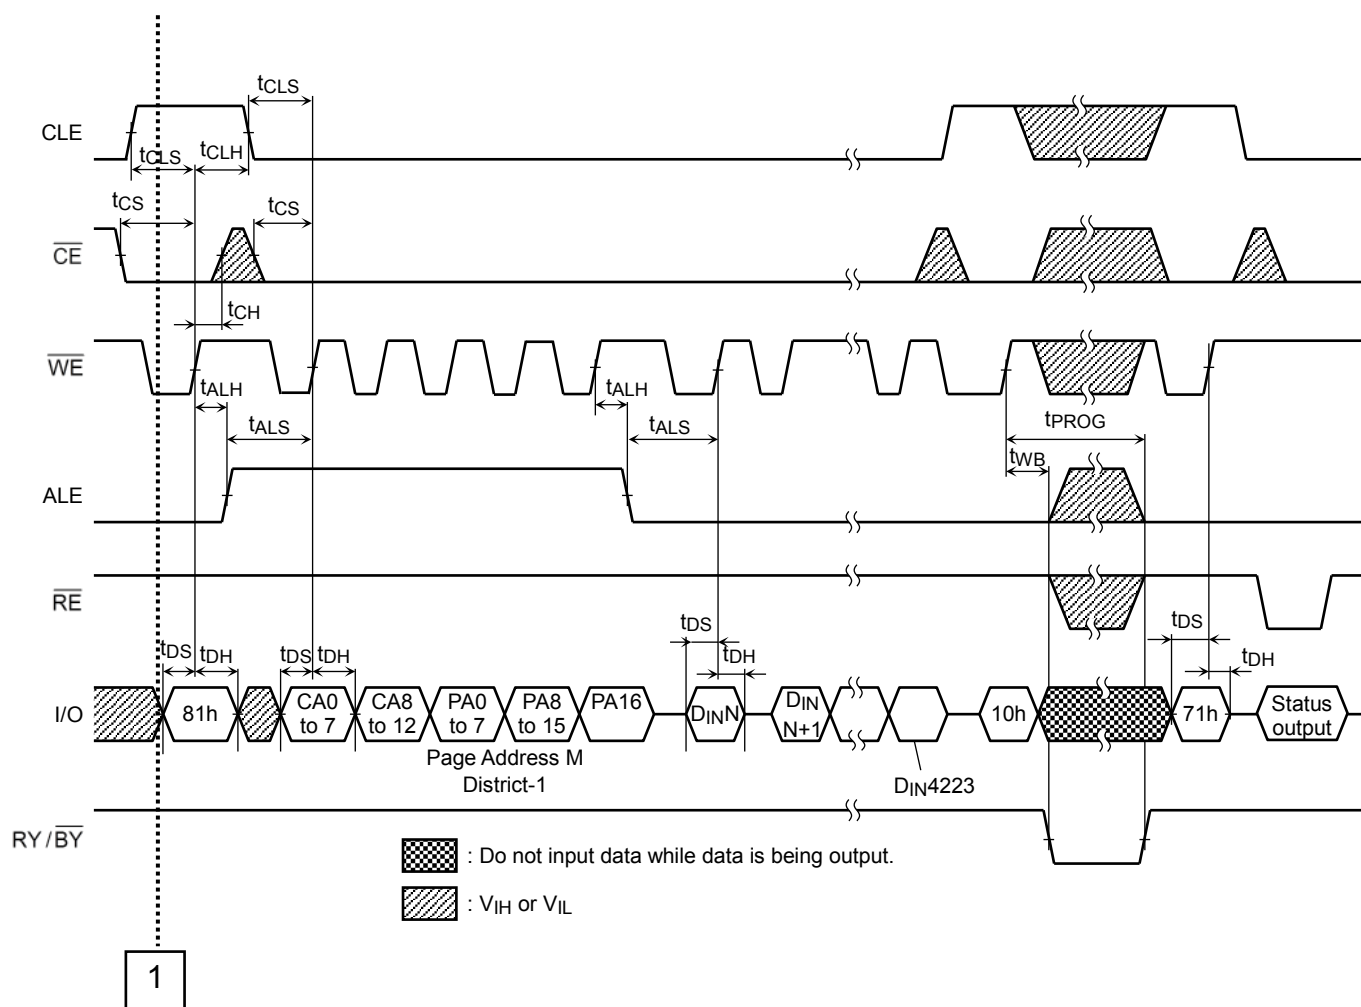 tCLS
CLE
tCLS tCLH
tCS tCS
CE
tCH
WE
tALH tALH
tALS tALS tPROG
tWB
ALE
RE
tDS tDH tDS tDH tDS tDH tDS tDH
I/O 81h CA0 to 7 CA8 to 12 PA0 to 7 PA8 to 15 PA16 DINN DIN N+1 10h 71h Status output
Page Address M
District-1
DIN4223
RY/BY
: Do not input data while data is being output.
: VIH or VIL
1